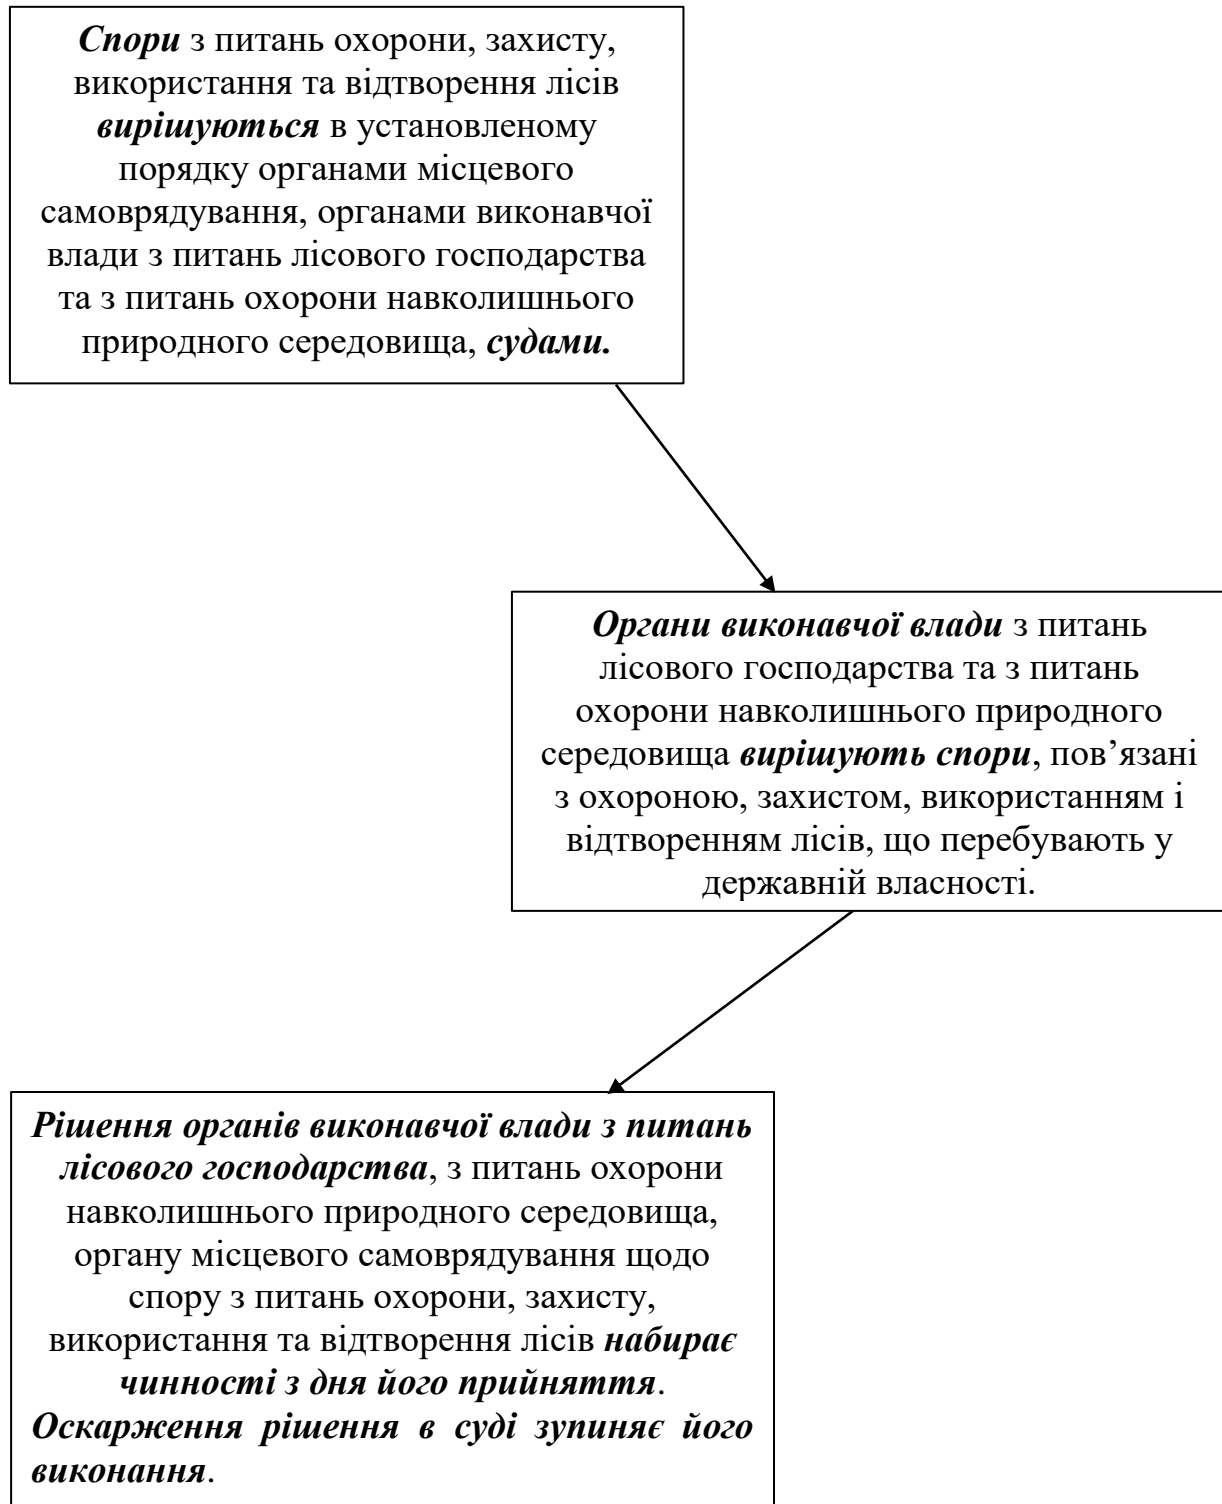 Спори з питань охорони, захисту,
використання та відтворення лісів
вирішуються в установленому
порядку органами місцевого
самоврядування, органами виконавчої
влади з питань лісового господарства
та з питань охорони навколишнього
природного середовища, судами.
Органи виконавчої влади з питань
лісового господарства та з питань
охорони навколишнього природного
середовища вирішують спори, пов’язані
з охороною, захистом, використанням і
відтворенням лісів, що перебувають у
державній власності.
Рішення органів виконавчої влади з питань
лісового господарства, з питань охорони
навколишнього природного середовища,
органу місцевого самоврядування щодо
спору з питань охорони, захисту,
використання та відтворення лісів набирає
чинності з дня його прийняття.
Оскарження рішення в суді зупиняє його
виконання.